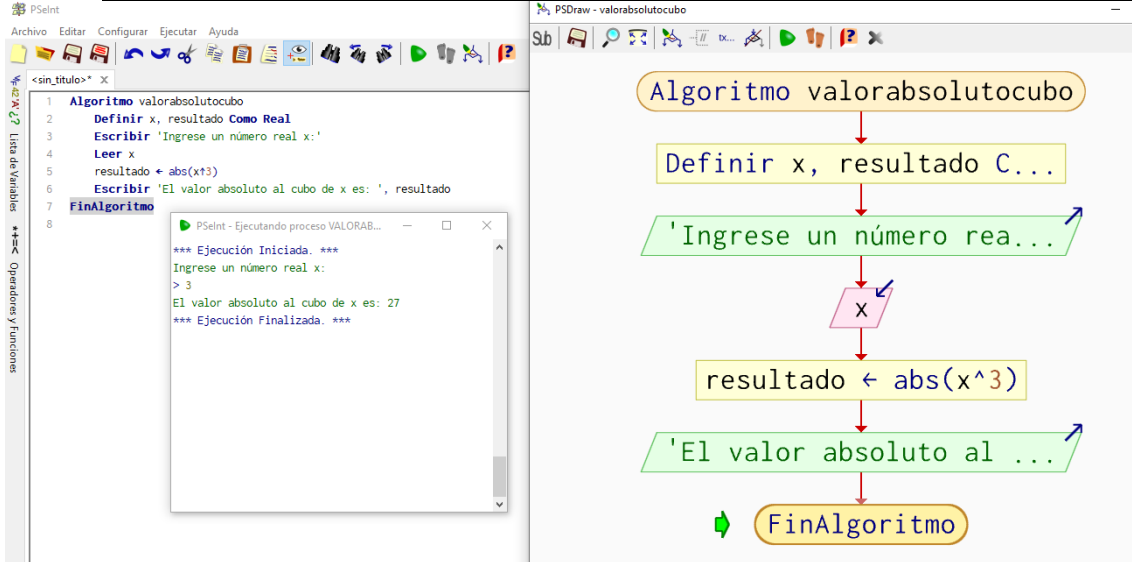 PSeInt
Archivo Editar Configurar Ejecutar Ayuda
<sin_titulo>* X
1 Algoritmo valorabsolutocubo
2 Definir x, resultado Como Real
3 Escribir 'Ingrese un número real x:'
4 Leer x
5 resultado ← abs(x↑3)
6 Escribir 'El valor absoluto al cubo de x es: ', resultado
7 FinAlgoritmo
8
Lista de Variables
*+=< Operadores y Funciones
PSeInt - Ejecutando proceso VALORAB...
*** Ejecución Iniciada. ***
Ingrese un número real x:
> 3
El valor absoluto al cubo de x es: 27
*** Ejecución Finalizada. ***
PSDraw - valorabsolutocubo
Sub
Algoritmo valorabsolutocubo
Definir x, resultado C...
'Ingrese un número rea...
x
resultado ← abs(x^3)
'El valor absoluto al ...
FinAlgoritmo